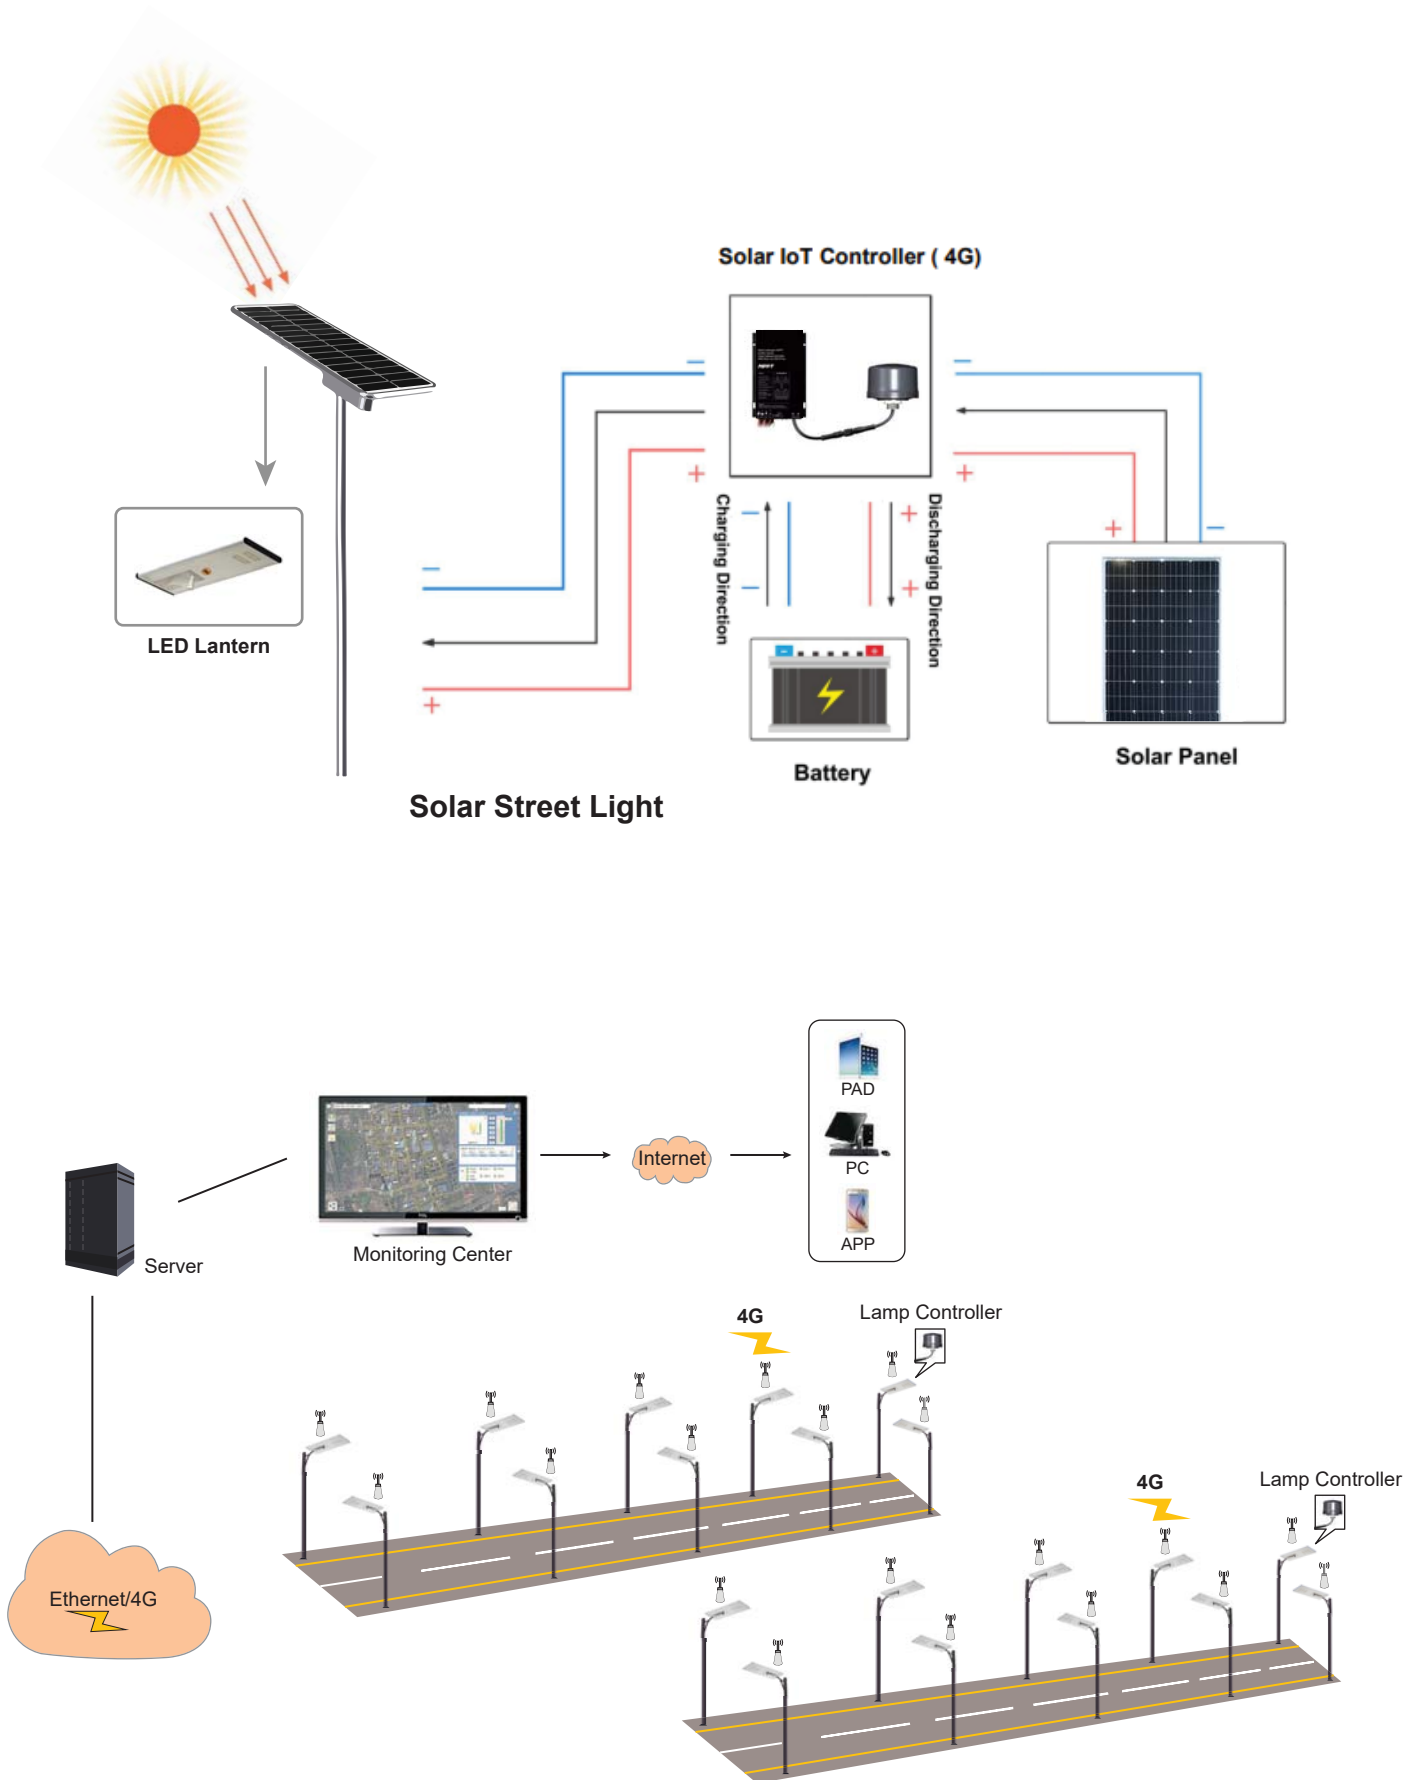 Solar IoT Controller ( 4G)
MPPT
Charging Direction
Discharging Direction
LED Lantern
Battery
Solar Panel
Solar Street Light
PAD
Internet
PC
APP
Monitoring Center
Server
4G
Lamp Controller
4G
Lamp Controller
Ethernet/4G